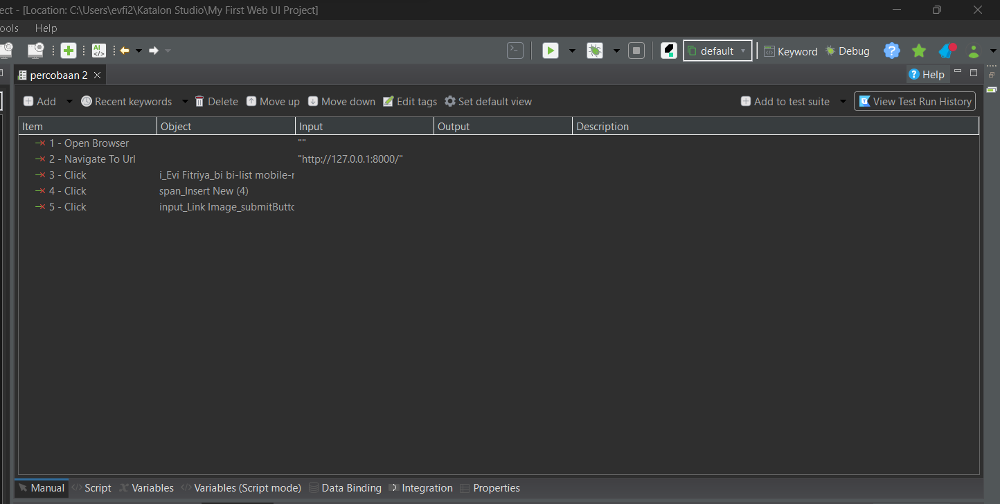 ect - [Location: C:\Users\evfi2\Katalon Studio\My First Web UI Project]
ools Help
AI </> default Keyword Debug
percobaan 2 Help
Add Recent keywords Delete Move up Move down Edit tags Set default view Add to test suite View Test Run History
Item Object Input Output Description
1 - Open Browser ""
2 - Navigate To Url "http://127.0.0.1:8000/"
3 - Click i_Evi Fitriya_bi bi-list mobile-r
4 - Click span_Insert New (4)
5 - Click input_Link Image_submitButtc
Manual Script Variables Variables (Script mode) Data Binding Integration Properties